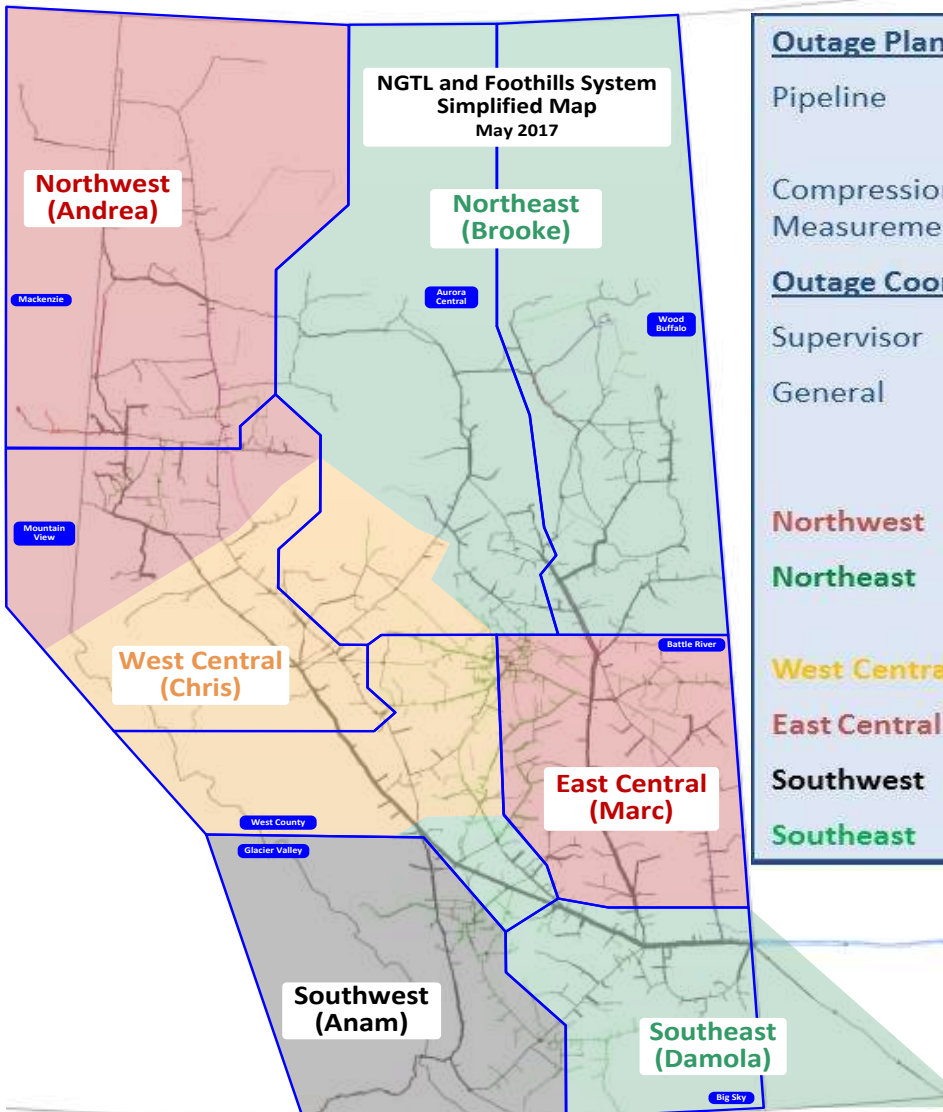 NGTL and Foothills System
Simplified Map
May 2017
Northwest
(Andrea)
Northeast
(Brooke)
Mackenzie
Aurora
Central
Wood
Buffalo
Mountain
View
West Central
(Chris)
Battle River
East Central
(Marc)
West County
Glacier Valley
Southwest
(Anam)
Southeast
(Damola)
Big Sky
Outage Plan
Pipeline
Compression
Measureme
Outage Coor
Supervisor
General
Northwest
Northeast
West Centra
East Central
Southwest
Southeast